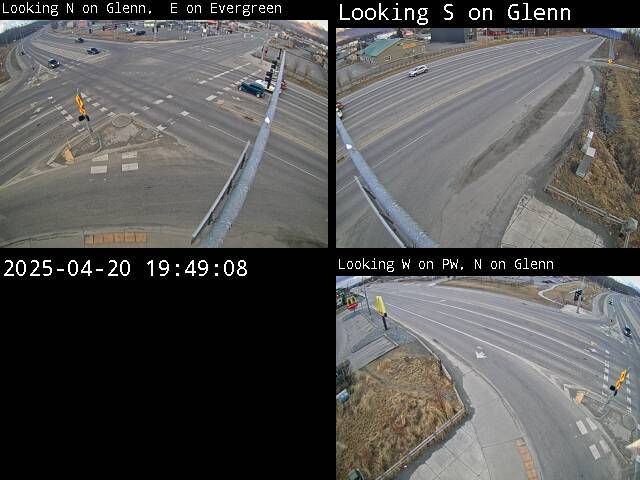 Looking N on Glenn,  E on Evergreen
Looking S on Glenn
2025-04-20 19:49:08
Looking W on PW, N on Glenn